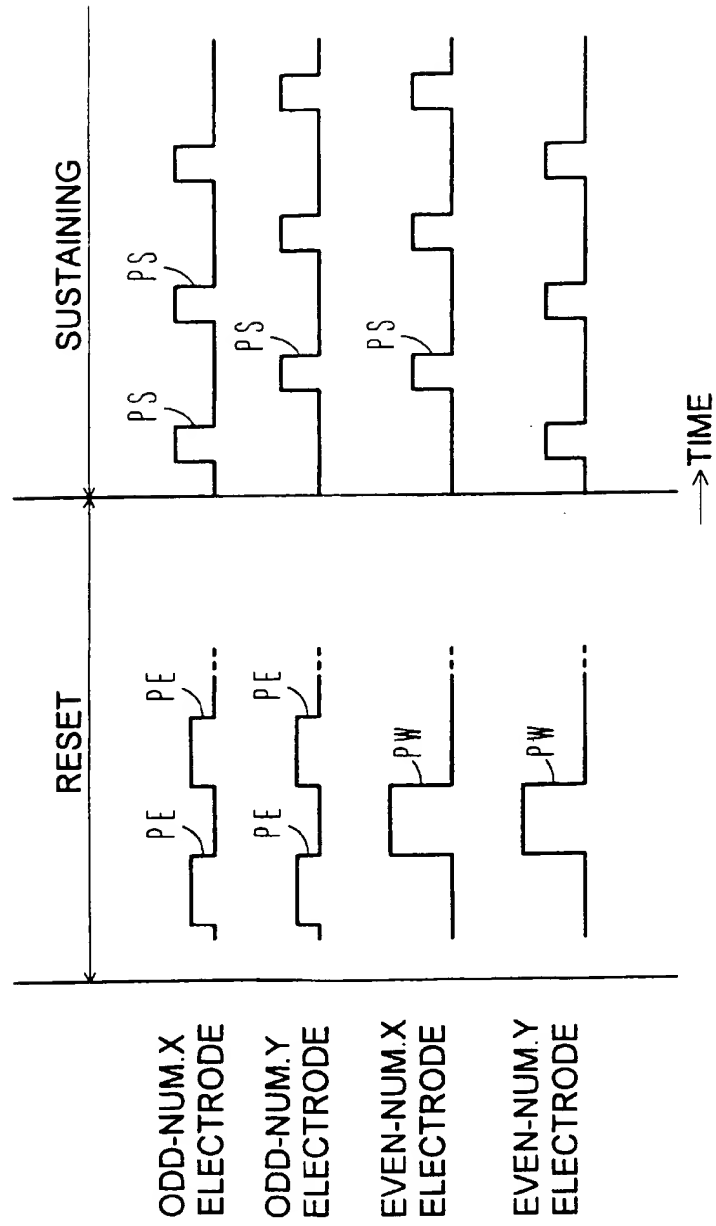 RESET
SUSTAINING
ODD-NUM.X
ELECTRODE
PE
PE
PS
PS
ODD-NUM.Y
ELECTRODE
PE
PE
PS
EVEN-NUM.X
ELECTRODE
PW
PS
EVEN-NUM.Y
ELECTRODE
PW
TIME